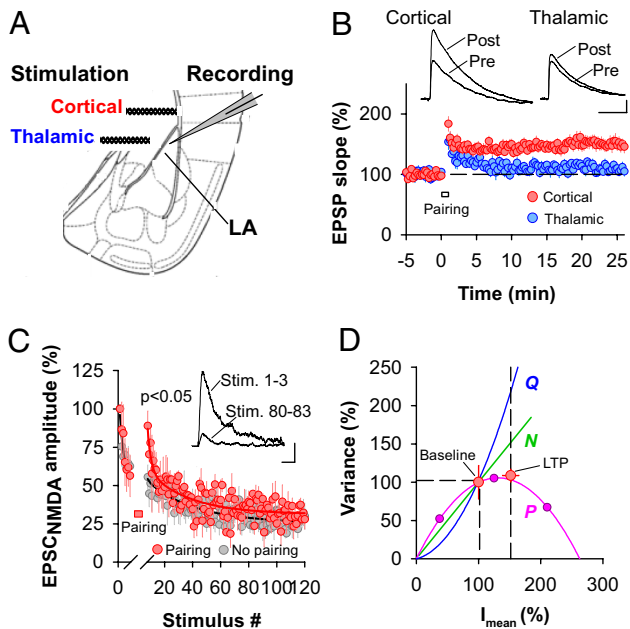 A
Stimulation
Recording
Cortical
Thalamic
LA
B
Cortical
Thalamic
Post
Pre
Post
Pre
EPSP slope (%)
200
100
0
Pairing
Cortical
Thalamic
-5 0 5 10 15 20 25
Time (min)
C
EPSCNMDA amplitude (%)
125
100
75
50
25
0
p<0.05
Stim. 1-3
Stim. 80-83
Pairing
Pairing
No pairing
0 20 40 60 80 100 120
Stimulus #
D
Variance (%)
250
200
150
100
50
0
Q
N
P
Baseline
LTP
0 100 200 300
Imean (%)